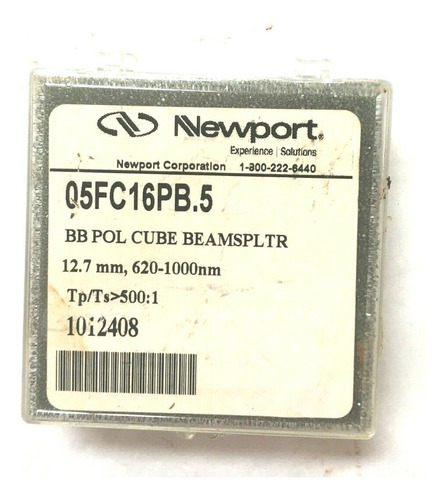 Newport®
Experience | Solutions
Newport Corporation 1-800-222-6440
05FC16PB.5
BB POL CUBE BEAMSPLTR
12.7 mm, 620-1000nm
Tp/Ts>500:1
1012408